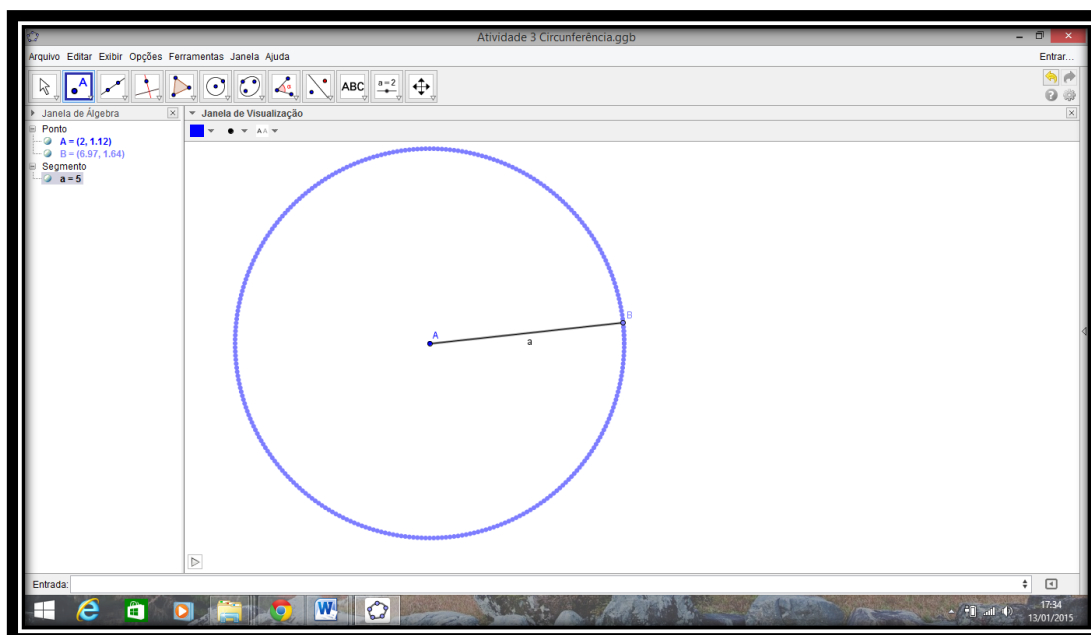 Atividade 3 Circunferência.ggb
Arquivo Editar Exibir Opções Ferramentas Janela Ajuda
Entrar...
A
ABC
a=2
Janela de Álgebra
Janela de Visualização
Ponto
A = (2, 1.12)
B = (6.97, 1.64)
Segmento
a = 5
A A
A
B
a
Entrada:
17:34
13/01/2015